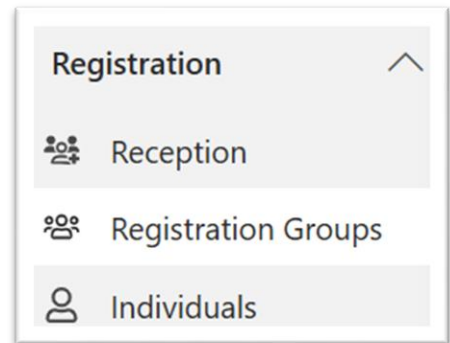 Registration
Reception
Registration Groups
Individuals